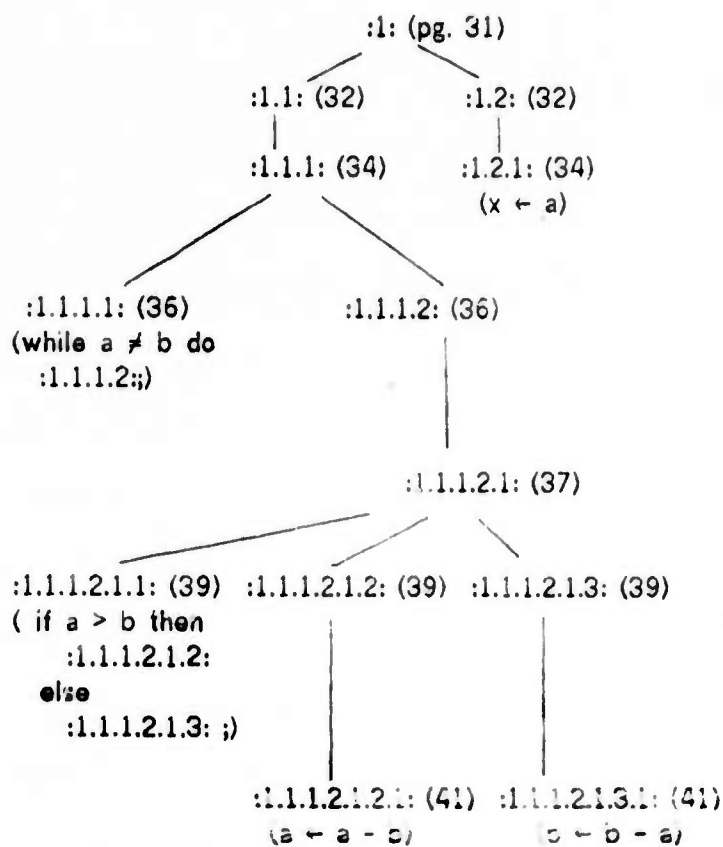 :1: (pg. 31)
:1.1: (32) :1.2: (32)
:1.1.1: (34) :1.2.1: (34)
(x ← a)
:1.1.1.1: (36) :1.1.1.2: (36)
(while a ≠ b do
:1.1.1.2:;)
:1.1.1.2.1: (37)
:1.1.1.2.1.1: (39) :1.1.1.2.1.2: (39) :1.1.1.2.1.3: (39)
( if a > b then
:1.1.1.2.1.2:
else
:1.1.1.2.1.3: ;)
:1.1.1.2.1.2.1: (41) :1.1.1.2.1.3.1: (41)
(a ← a - b) (b ← b - a)